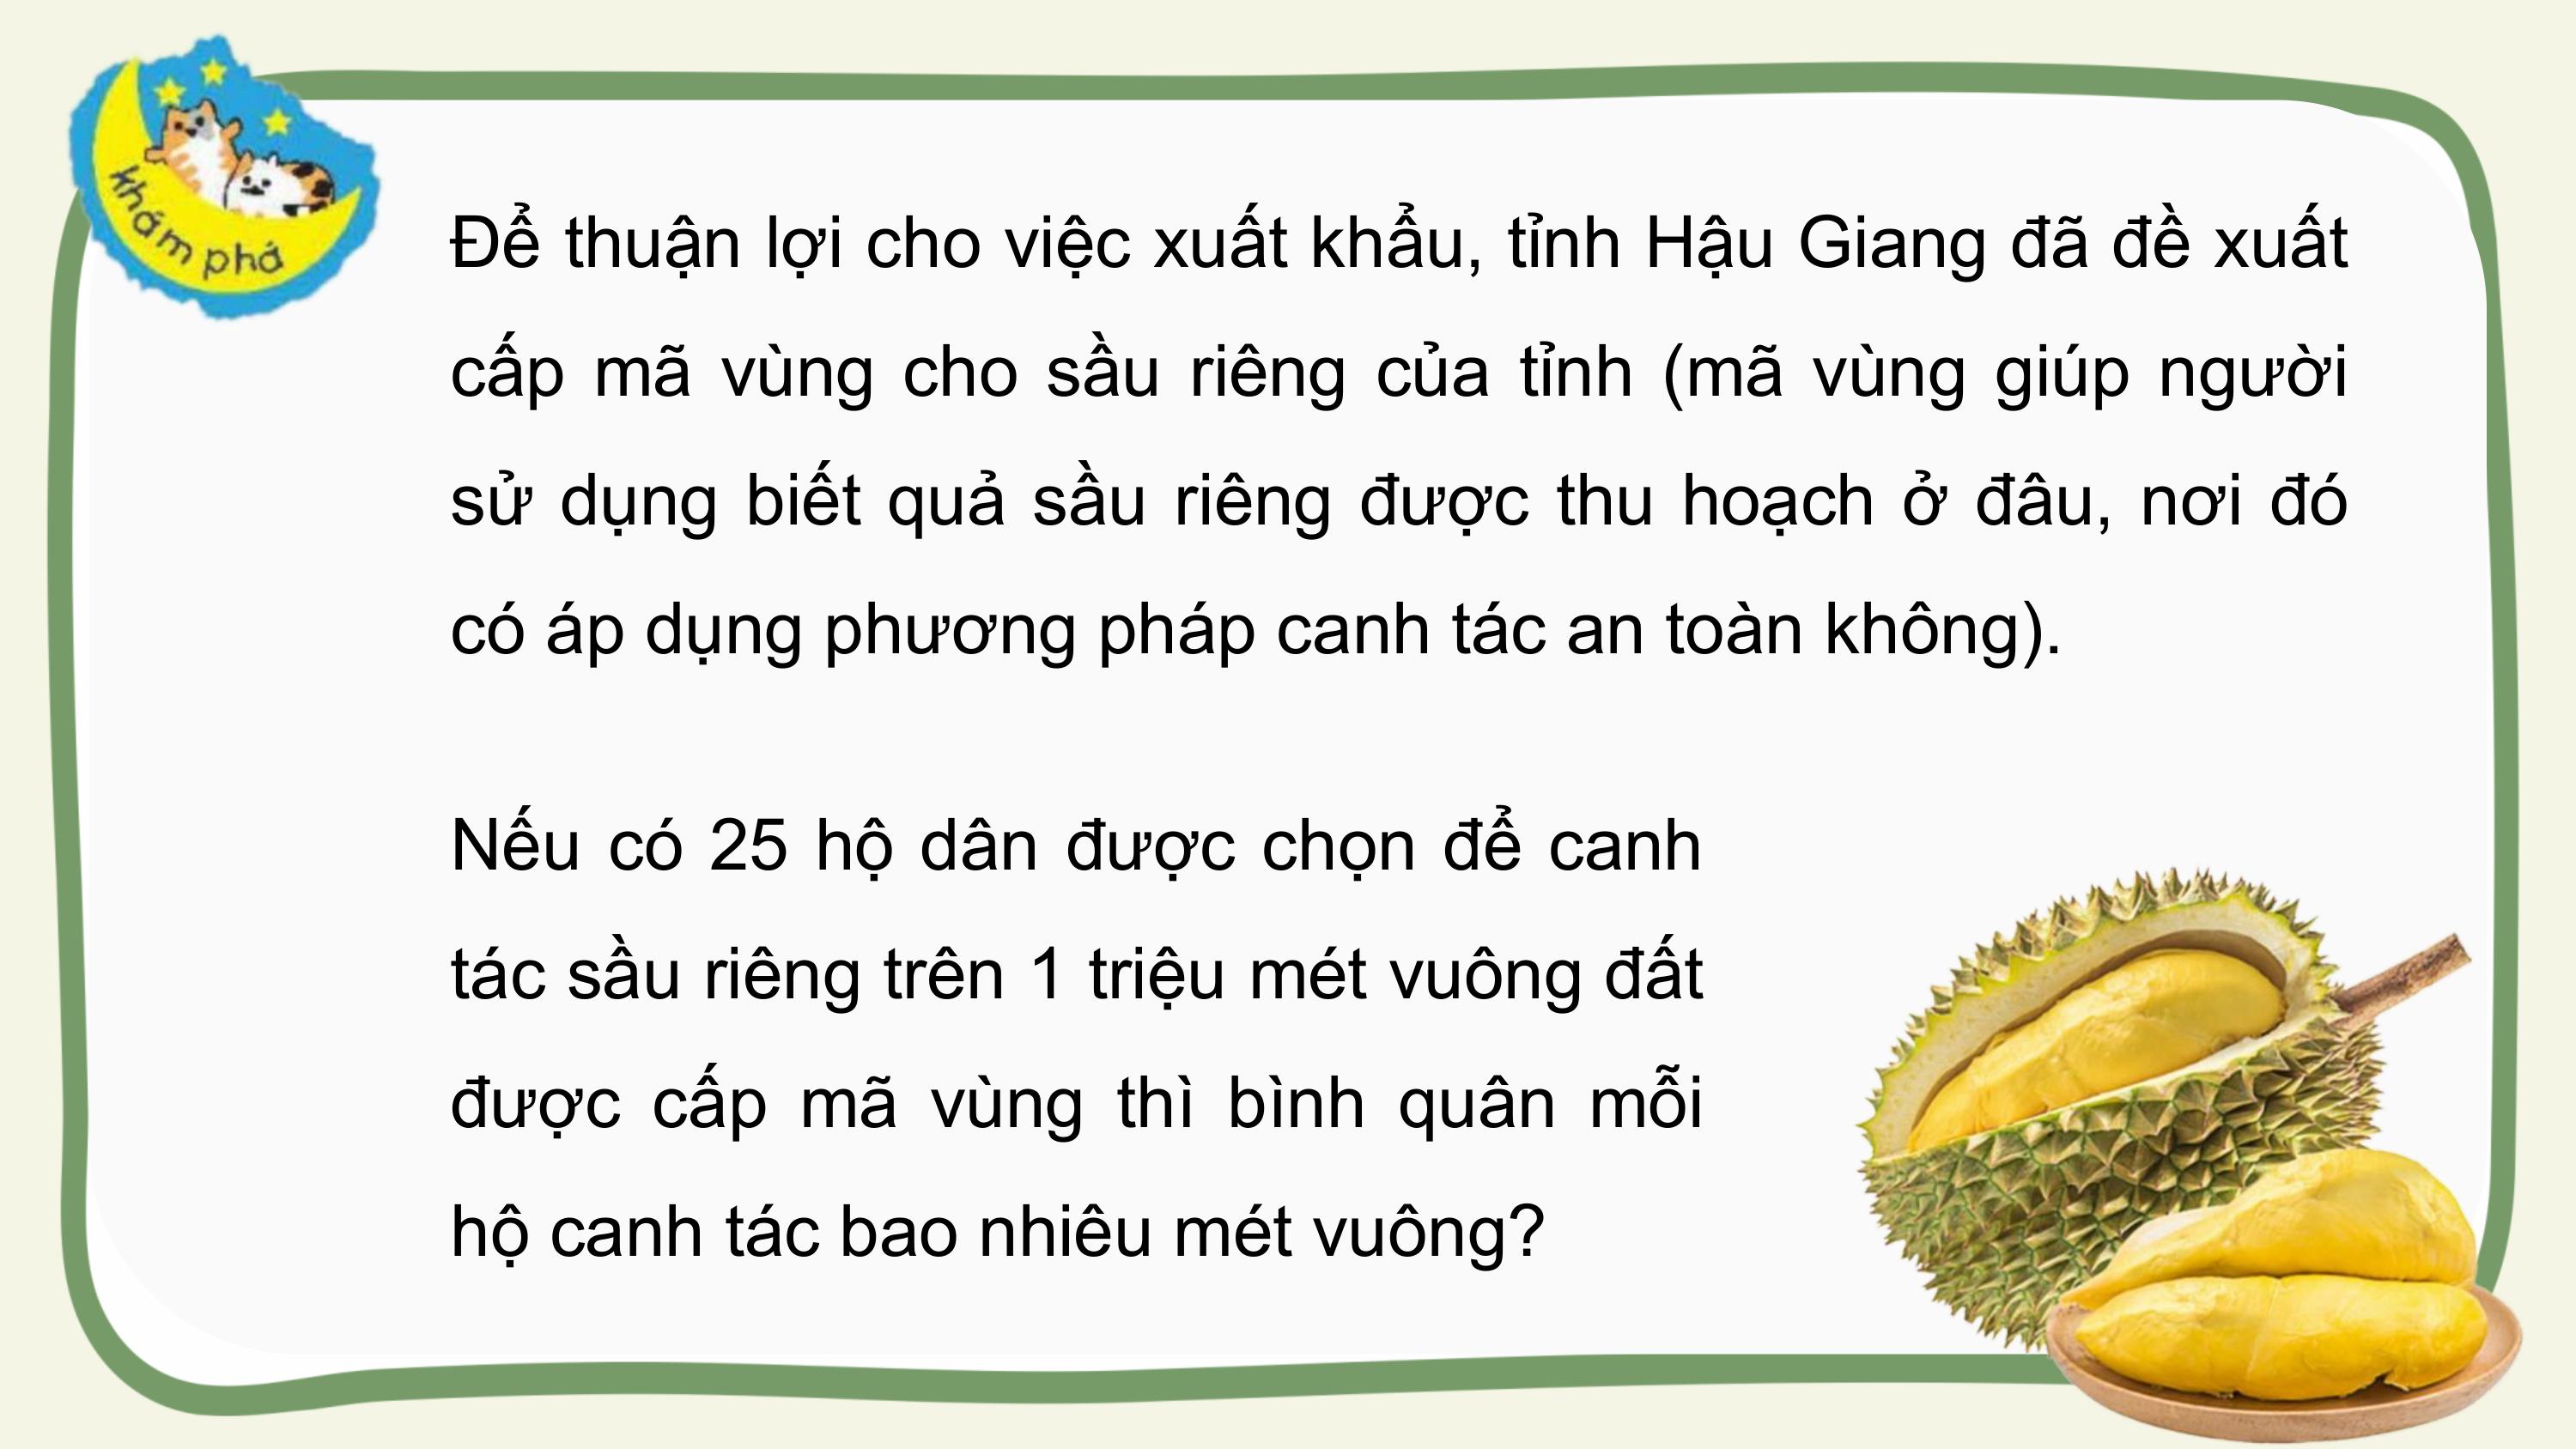 khám phá
Để thuận lợi cho việc xuất khẩu, tỉnh Hậu Giang đã đề xuất
cấp mã vùng cho sầu riêng của tỉnh (mã vùng giúp người
sử dụng biết quả sầu riêng được thu hoạch ở đâu, nơi đó
có áp dụng phương pháp canh tác an toàn không).
Nếu có 25 hộ dân được chọn để canh
tác sầu riêng trên 1 triệu mét vuông đất
được cấp mã vùng thì bình quân mỗi
hộ canh tác bao nhiêu mét vuông?